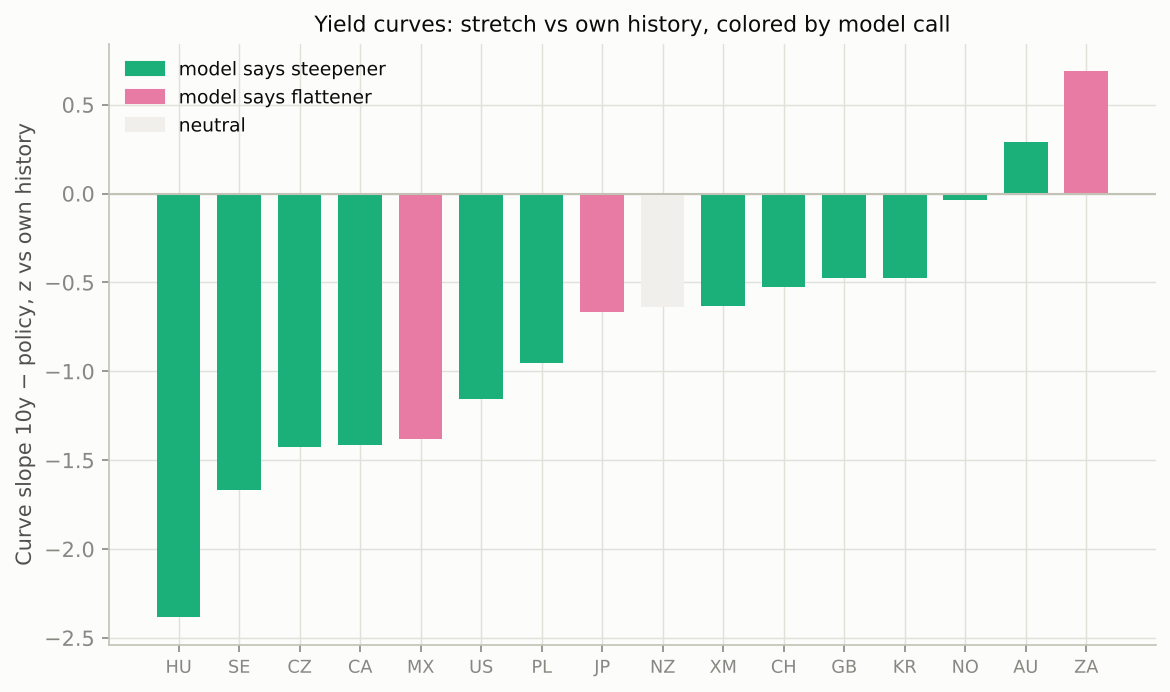 Yield curves: stretch vs own history, colored by model call
model says steepener
model says flattener
neutral
Curve slope 10y − policy, z vs own history
0.5
0.0
−0.5
−1.0
−1.5
−2.0
−2.5
HU SE CZ CA MX US PL JP NZ XM CH GB KR NO AU ZA